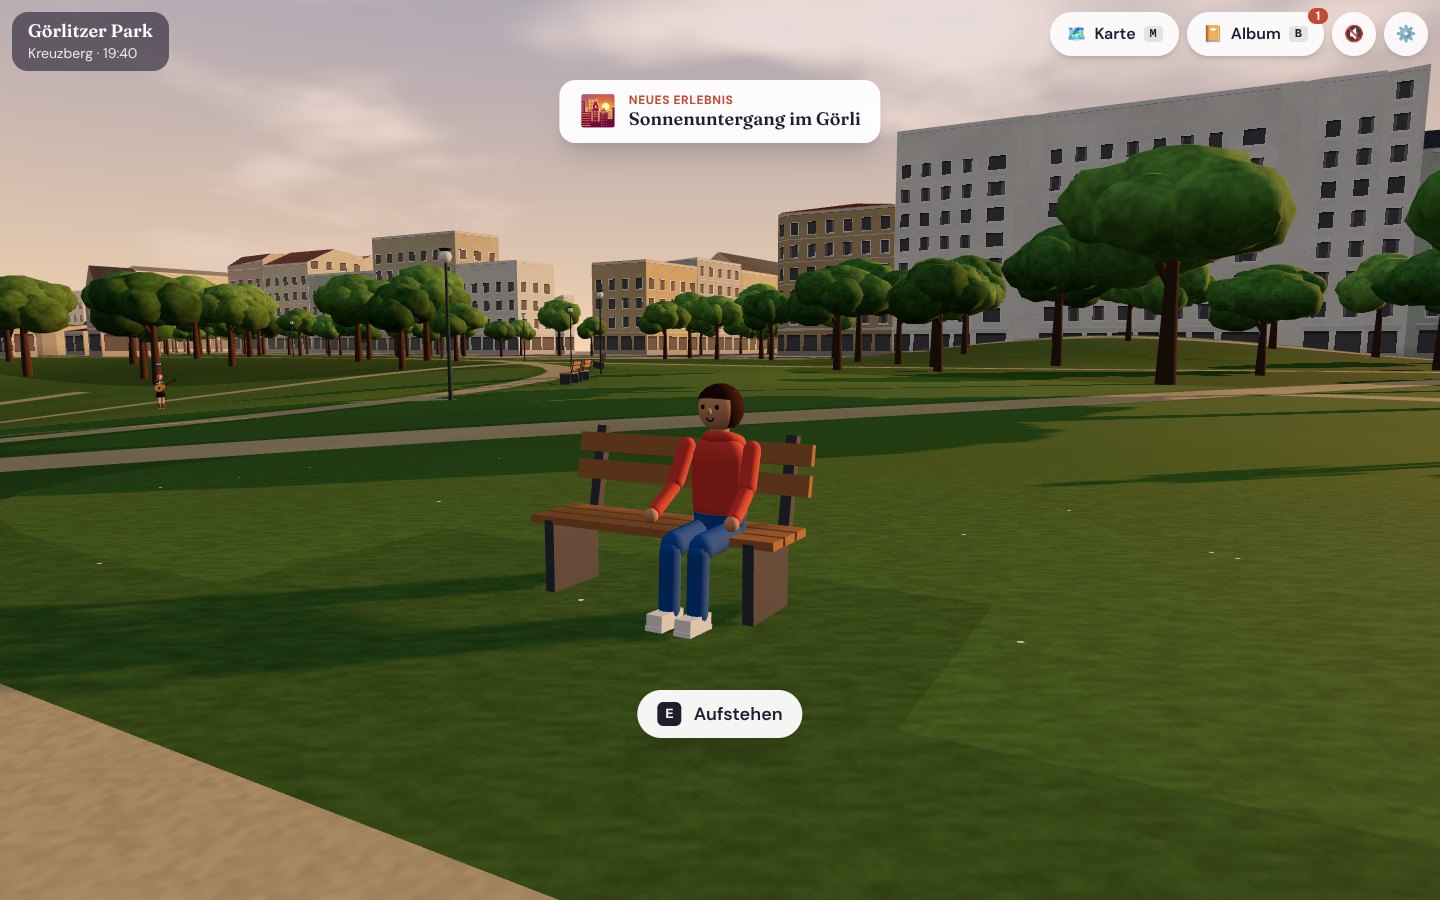 Görlitzer Park
Kreuzberg · 19:40
Karte M
Album B
1
NEUES ERLEBNIS
Sonnenuntergang im Görli
E Aufstehen